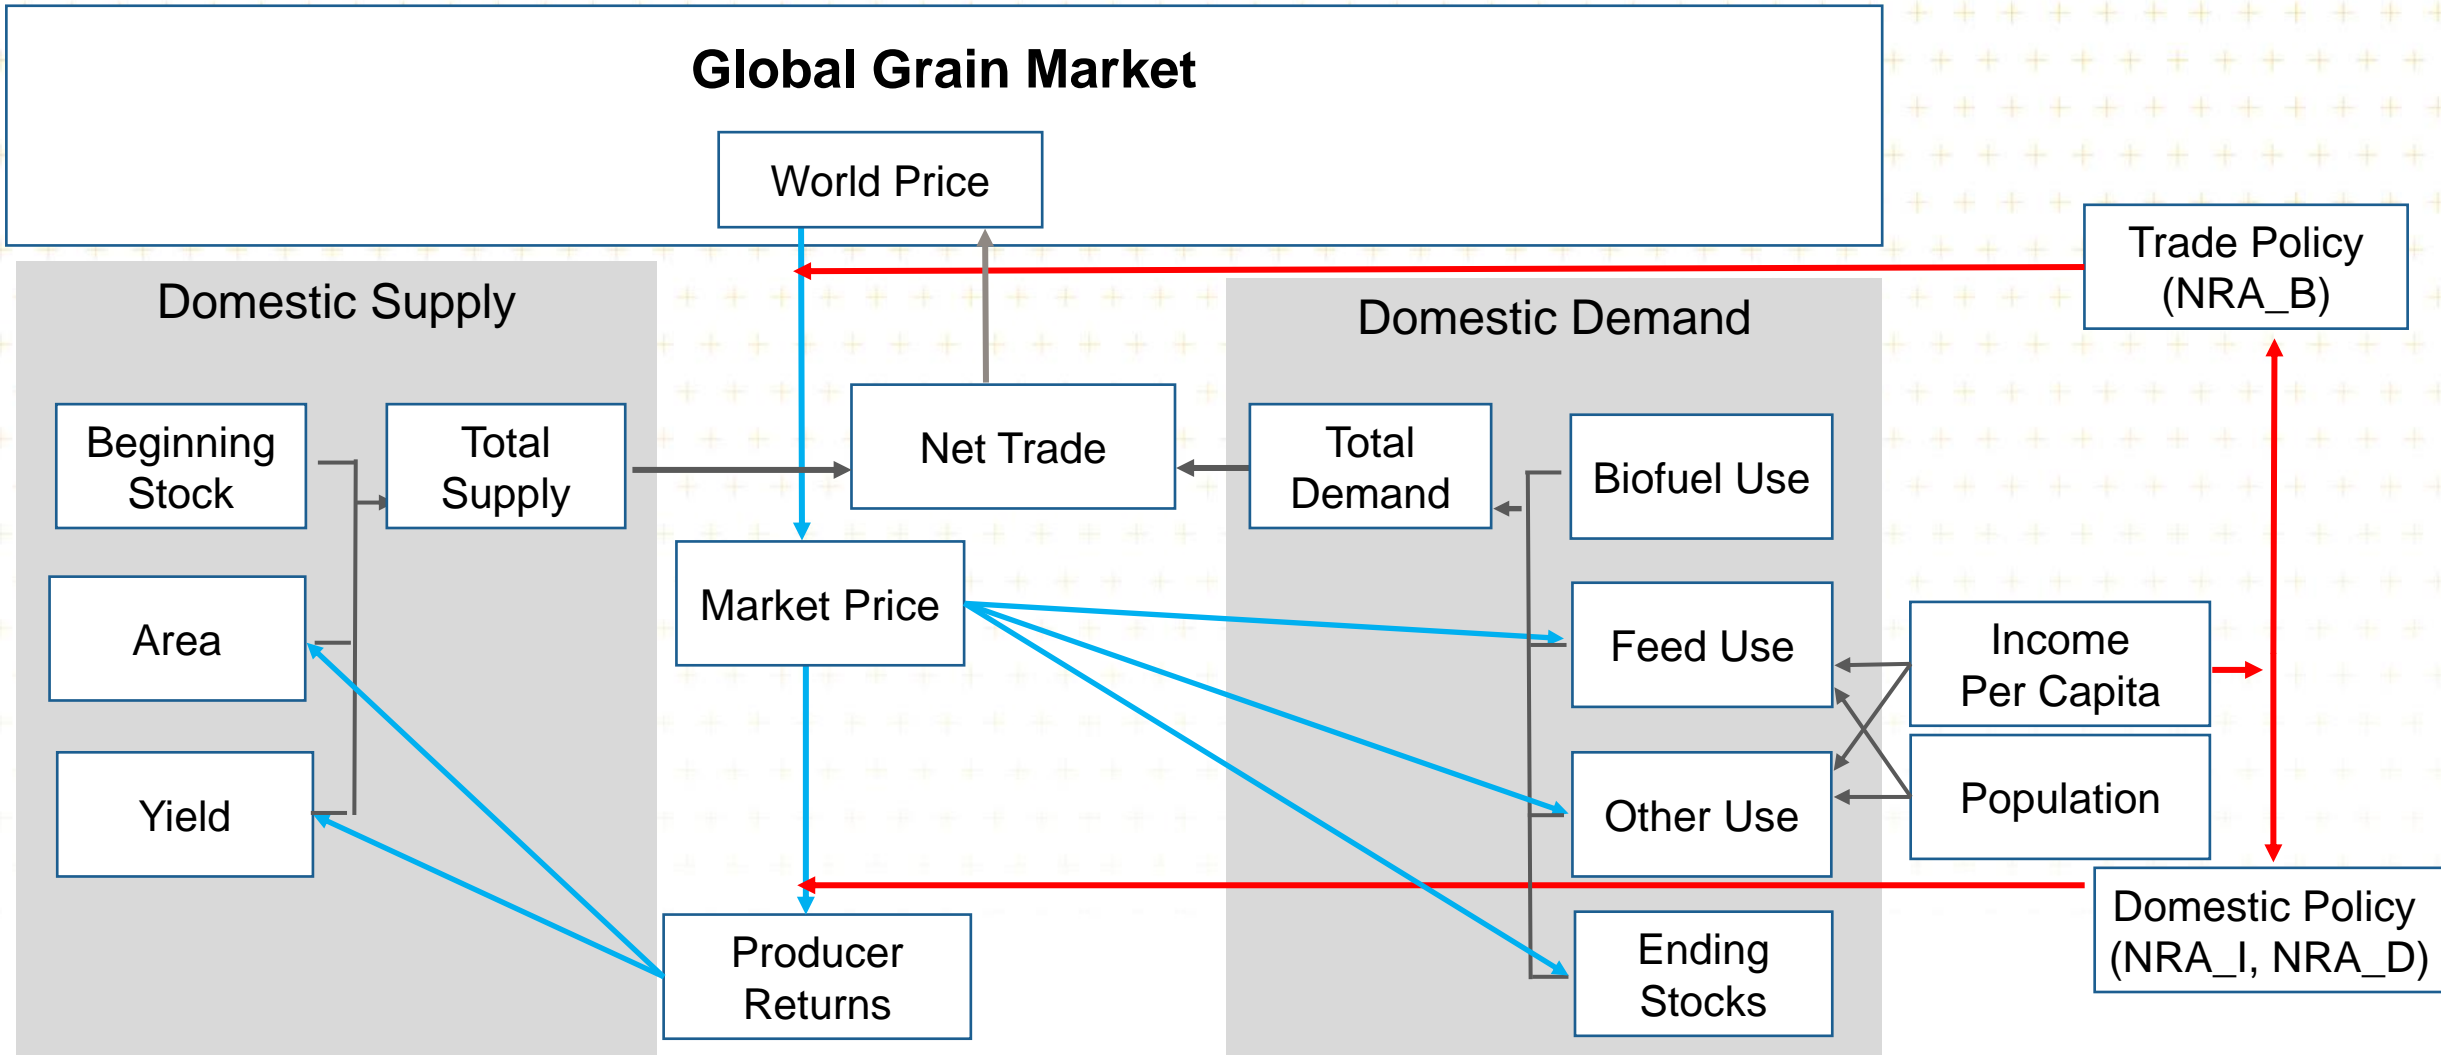 Global Grain Market
World Price
Trade Policy
(NRA_B)
Domestic Supply
Domestic Demand
Beginning
Stock
Total
Supply
Net Trade
Total
Demand
Biofuel Use
Area
Market Price
Feed Use
Income
Per Capita
Yield
Other Use
Population
Producer
Returns
Ending
Stocks
Domestic Policy
(NRA_I, NRA_D)